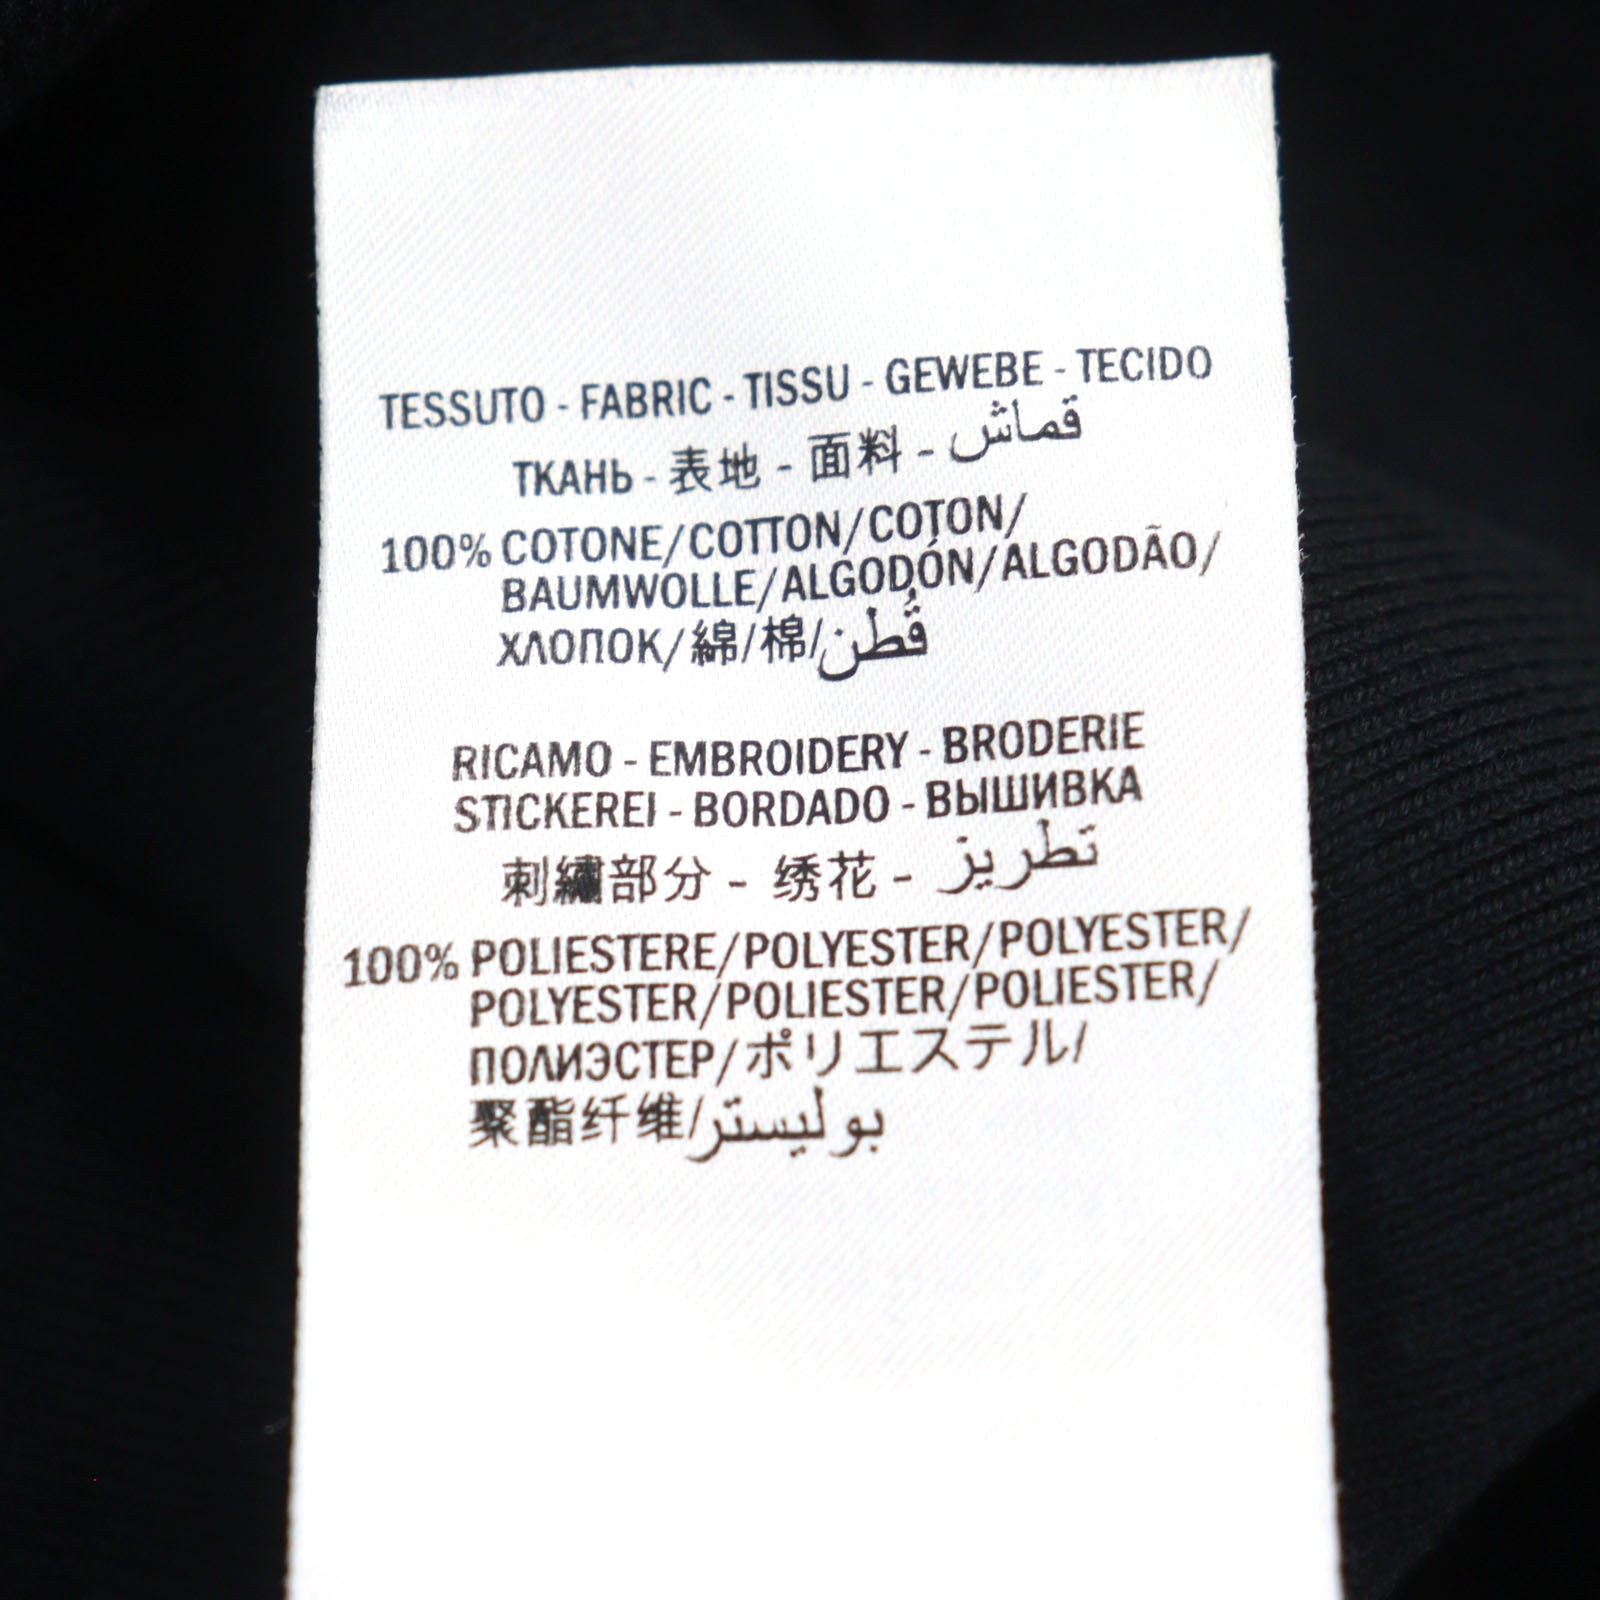 TESSUTO - FABRIC - TISSU - GEWEBE - TECIDO
ТКАНЬ - 表地 - 面料 - قماش
100% COTONE/COTTON/COTON/
BAUMWOLLE/ALGODÓN/ALGODÃO/
ХЛОПОК/綿/棉/قُطن
RICAMO - EMBROIDERY - BRODERIE
STICKEREI - BORDADO - ВЫШИВКА
刺繍部分 - 绣花 - تطريز
100% POLIESTERE/POLYESTER/POLYESTER/
POLYESTER/POLIESTER/POLIESTER/
ПОЛИЭСТЕР/ポリエステル/
聚酯纤维/بوليستر